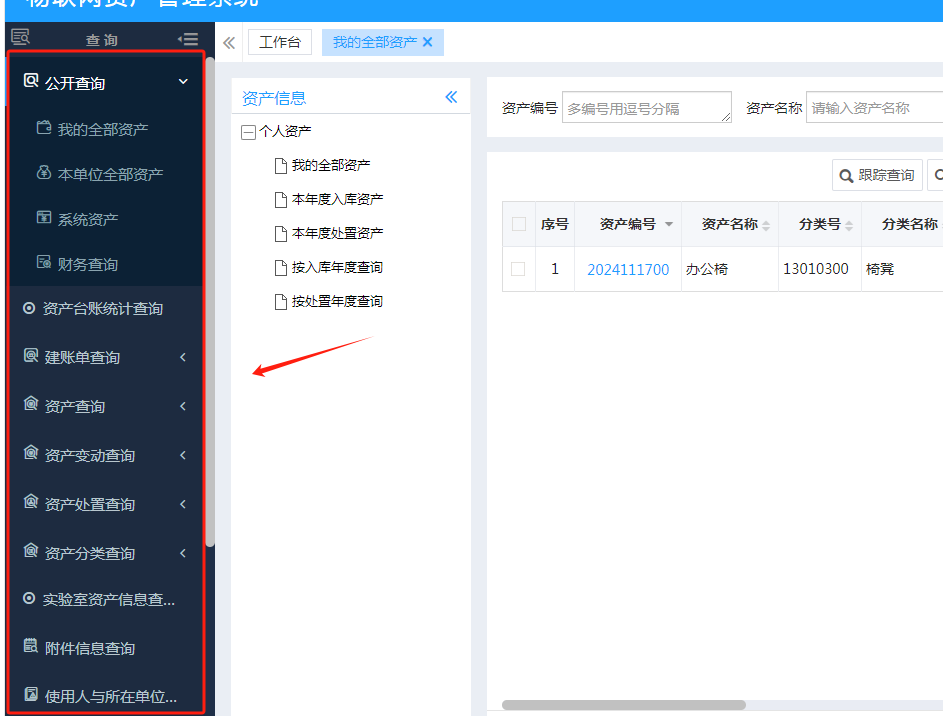 物联网资产管理系统
查询
工作台
我的全部资产
公开查询
我的全部资产
本单位全部资产
系统资产
财务查询
资产台账统计查询
建账单查询
资产查询
资产变动查询
资产处置查询
资产分类查询
实验室资产信息查...
附件信息查询
使用人与所在单位...
资产信息
个人资产
我的全部资产
本年度入库资产
本年度处置资产
按入库年度查询
按处置年度查询
资产编号 多编号用逗号分隔 资产名称 请输入资产名称
跟踪查询
序号 资产编号 资产名称 分类号 分类名称
1 2024111700 办公椅 13010300 椅凳